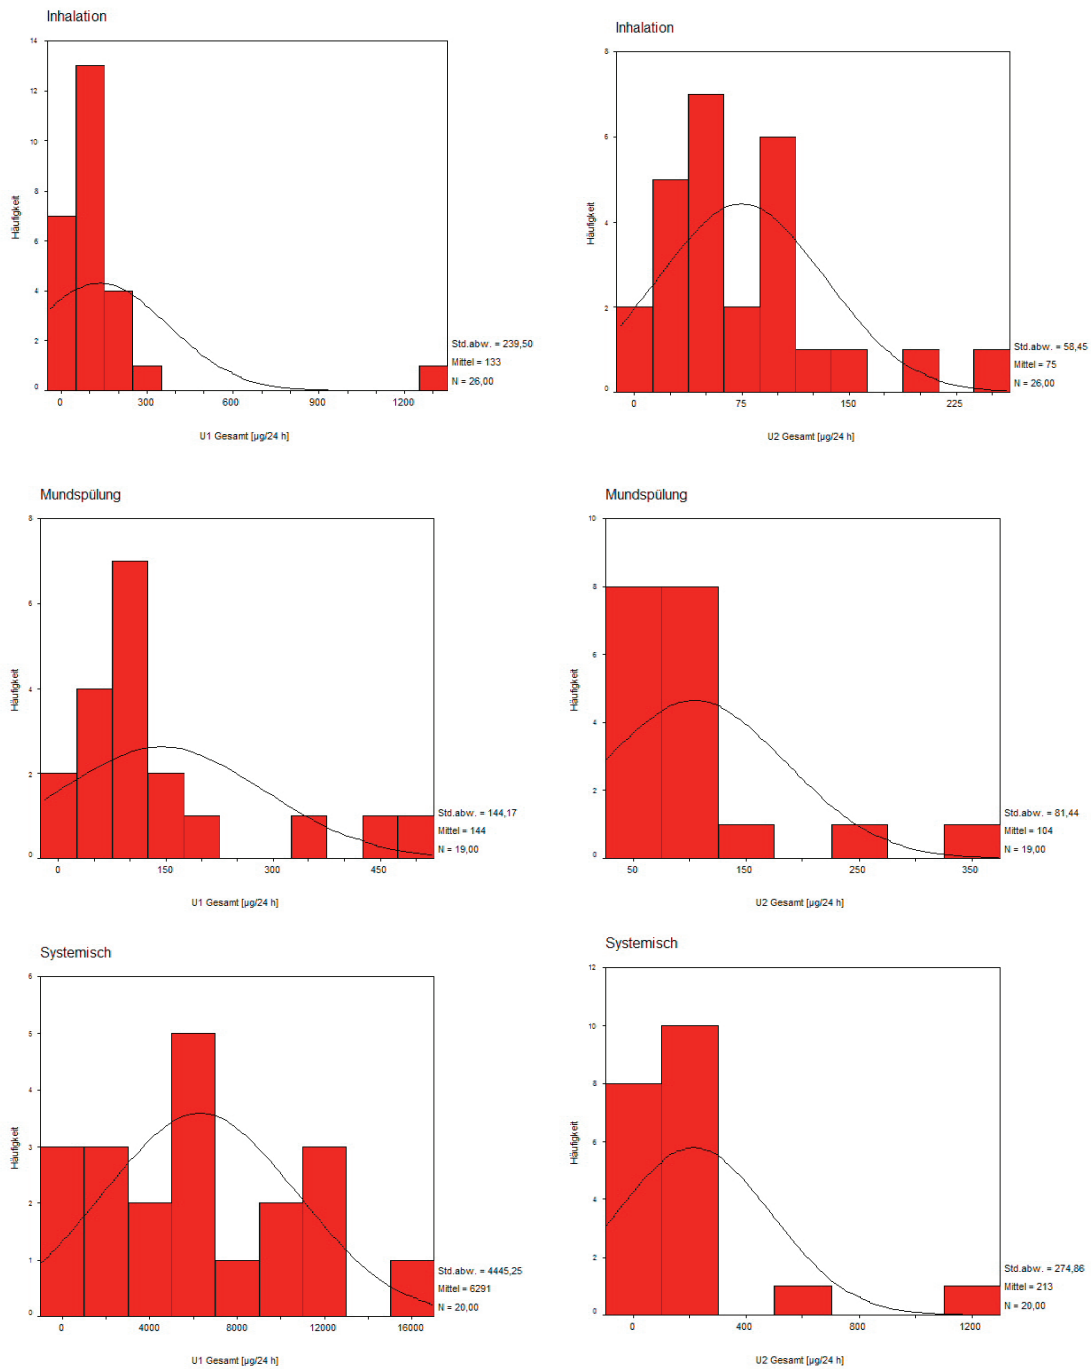 Inhalation
14
12
10
8
6
4
2
0
Häufigkeit
0 300 600 900 1200
U1 Gesamt [µg/24 h]
Std.abw. = 239,50
Mittel = 133
N = 26,00
Inhalation
8
6
4
2
0
Häufigkeit
0 75 150 225
U2 Gesamt [µg/24 h]
Std.abw. = 58,45
Mittel = 75
N = 26,00
Mundspülung
8
6
4
2
0
Häufigkeit
0 150 300 450
U1 Gesamt [µg/24 h]
Std.abw. = 144,17
Mittel = 144
N = 19,00
Mundspülung
10
8
6
4
2
0
Häufigkeit
50 150 250 350
U2 Gesamt [µg/24 h]
Std.abw. = 81,44
Mittel = 104
N = 19,00
Systemisch
6
5
4
3
2
1
0
Häufigkeit
0 4000 8000 12000 16000
U1 Gesamt [µg/24 h]
Std.abw. = 4445,25
Mittel = 6291
N = 20,00
Systemisch
12
10
8
6
4
2
0
Häufigkeit
0 400 800 1200
U2 Gesamt [µg/24 h]
Std.abw. = 274,86
Mittel = 213
N = 20,00